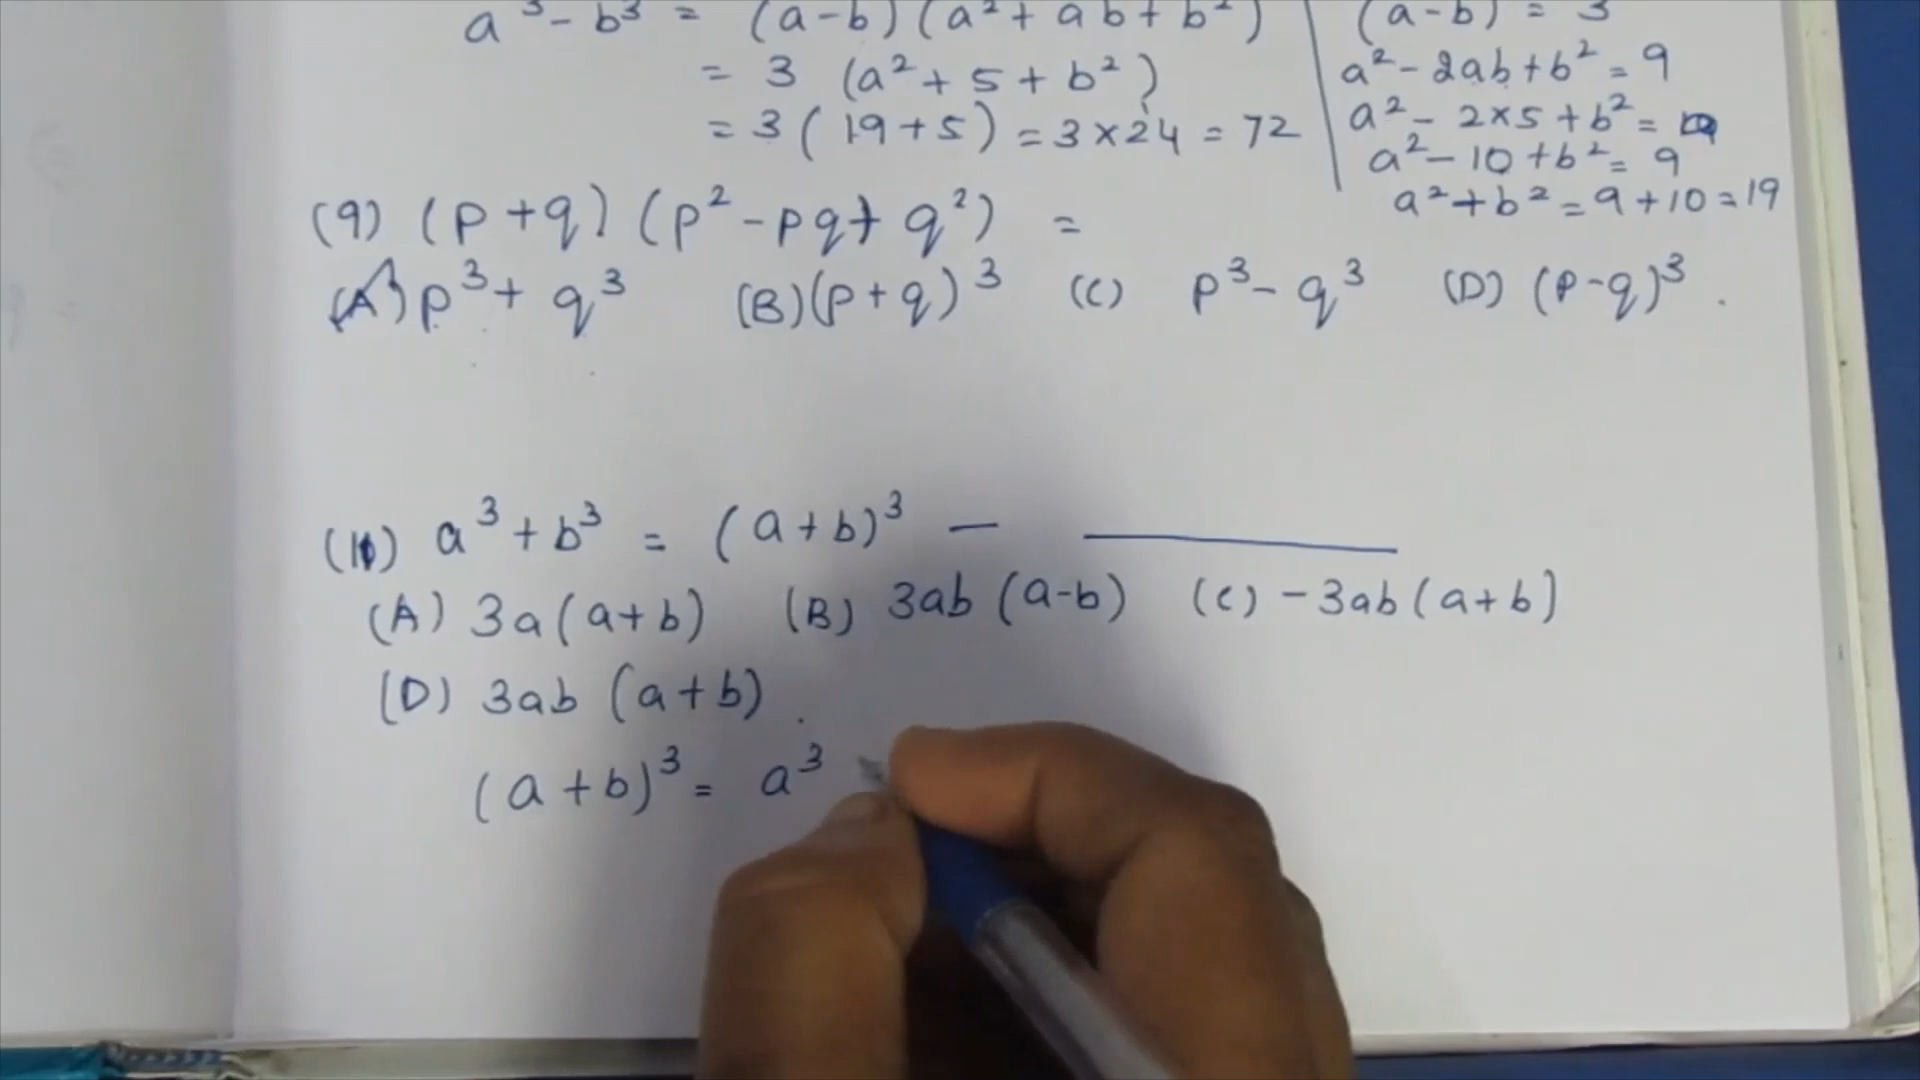 a³ - b³ = (a-b) (a² + ab + b²)
= 3 (a² + 5 + b²)
= 3 ( 19+5) = 3 × 24 = 72
(a-b) = 3
a² - 2ab + b² = 9
a² - 2×5 + b² = 9
a² - 10 + b² = 9
a² + b² = 9 + 10 = 19
(9) (p + q) (p² - pq + q²) =
(A) p³ + q³ (B) (p + q)³ (C) p³ - q³ (D) (p - q)³ .
(11) a³ + b³ = (a + b)³ - ________
(A) 3a (a + b) (B) 3ab (a-b) (C) -3ab (a + b)
(D) 3ab (a + b) .
(a + b)³ = a³